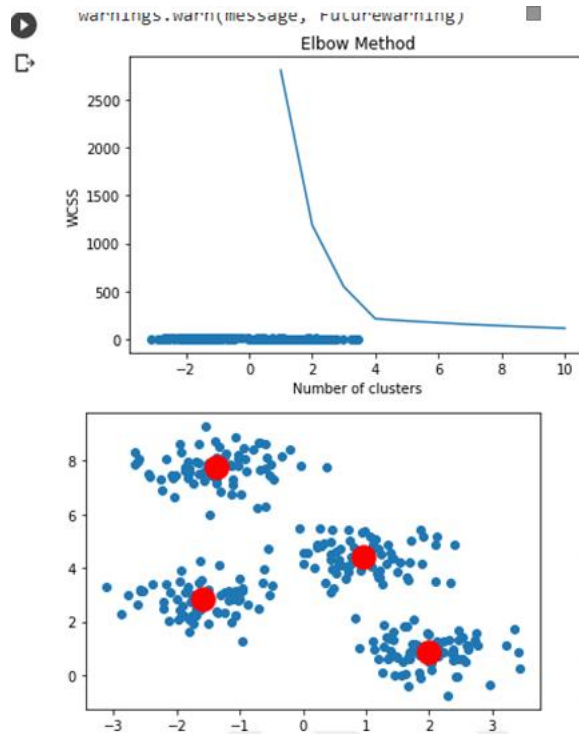 warnings.warn(message, FutureWarning)
Elbow Method
2500
2000
1500
1000
500
0
WCSS
−2 0 2 4 6 8 10
Number of clusters
8
6
4
2
0
−3 −2 −1 0 1 2 3